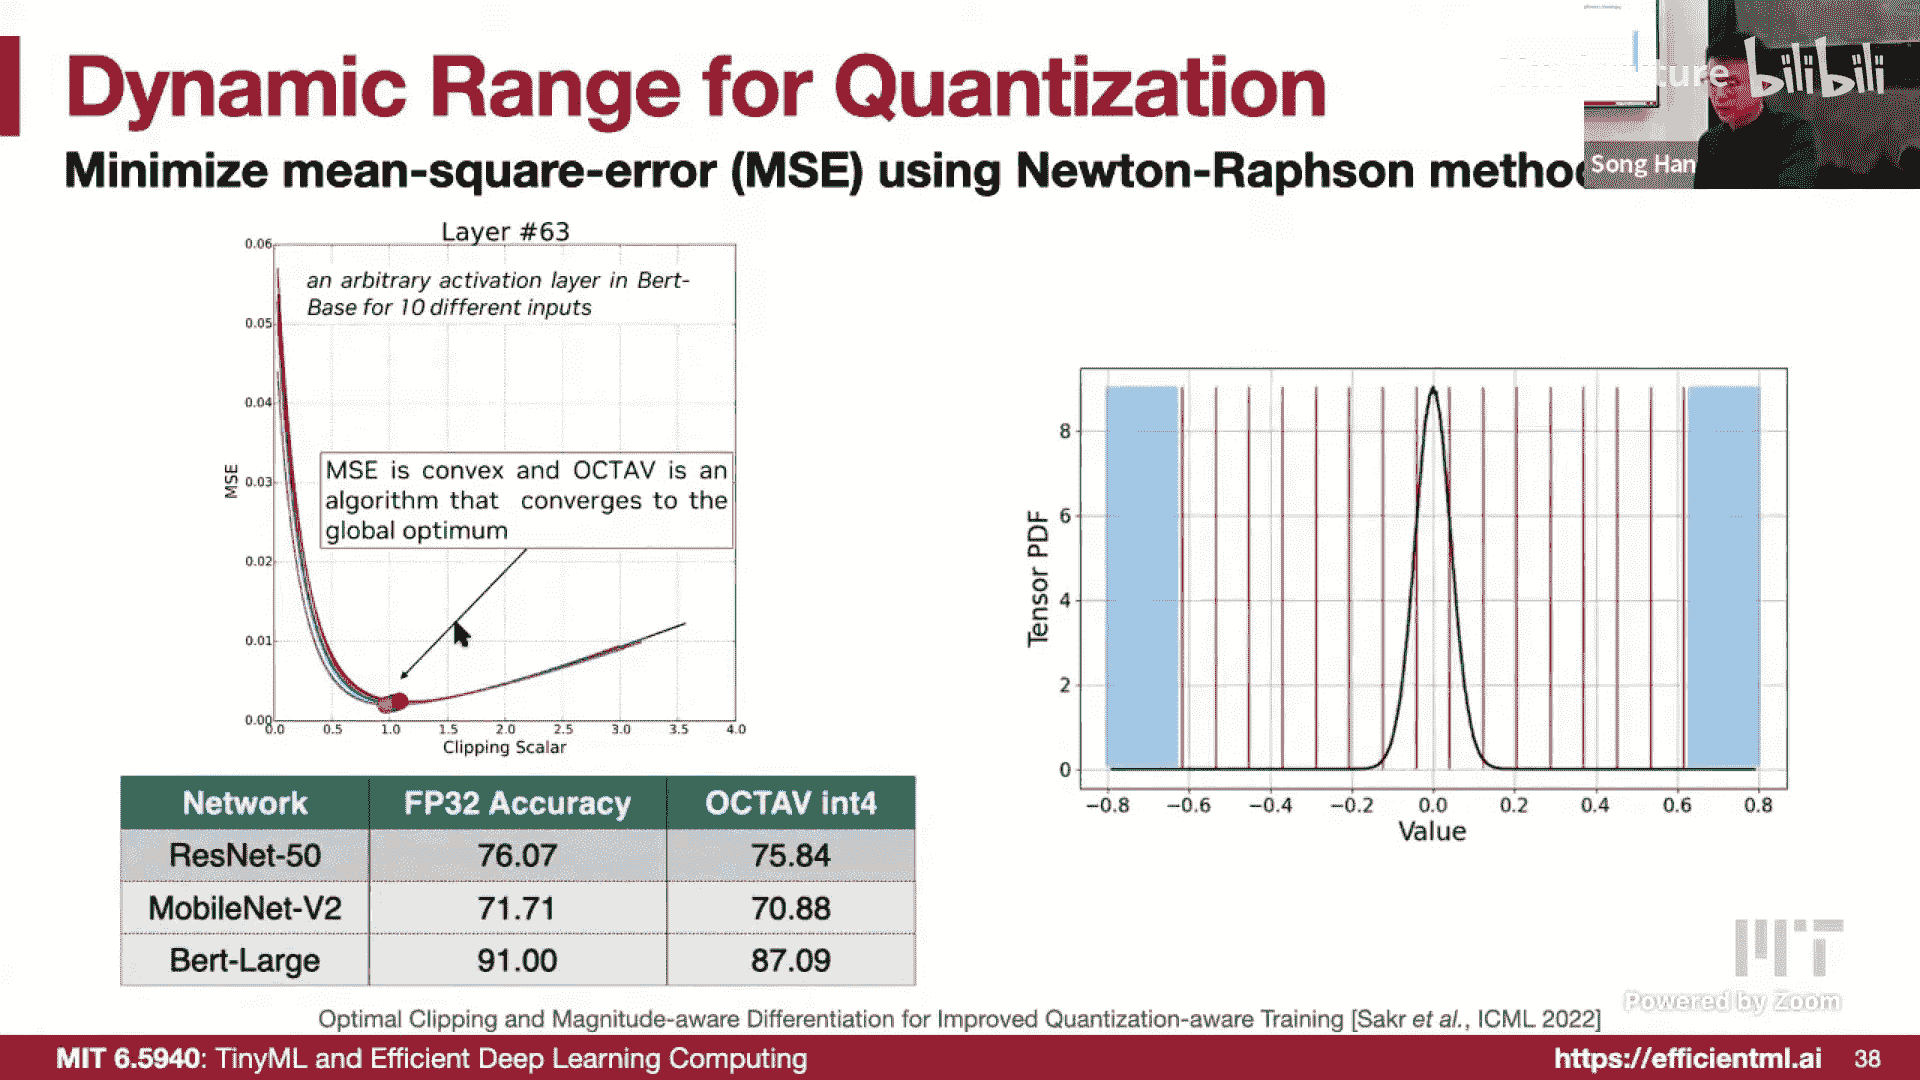 Dynamic Range for Quantization
bilibili
Song Han
Minimize mean-square-error (MSE) using Newton-Raphson
Layer #63
an arbitrary activation layer in Bert-
Base for 10 different inputs
MSE is convex and OCTAV is an
algorithm that converges to the
global optimum
MSE
0.06
0.05
0.04
0.03
0.02
0.01
0.00
0.0 0.5 1.0 1.5 2.0 2.5 3.0 3.5 4.0
Clipping Scalar
Tensor PDF
8
6
4
2
0
−0.8 −0.6 −0.4 −0.2 0.0 0.2 0.4 0.6 0.8
Value
Network FP32 Accuracy OCTAV int4
ResNet-50 76.07 75.84
MobileNet-V2 71.71 70.88
Bert-Large 91.00 87.09
MIT
Powered by Zoom
Optimal Clipping and Magnitude-aware Differentiation for Improved Quantization-aware Training [Sakr et al., ICML 2022]
MIT 6.5940: TinyML and Efficient Deep Learning Computing
https://efficientml.ai 38